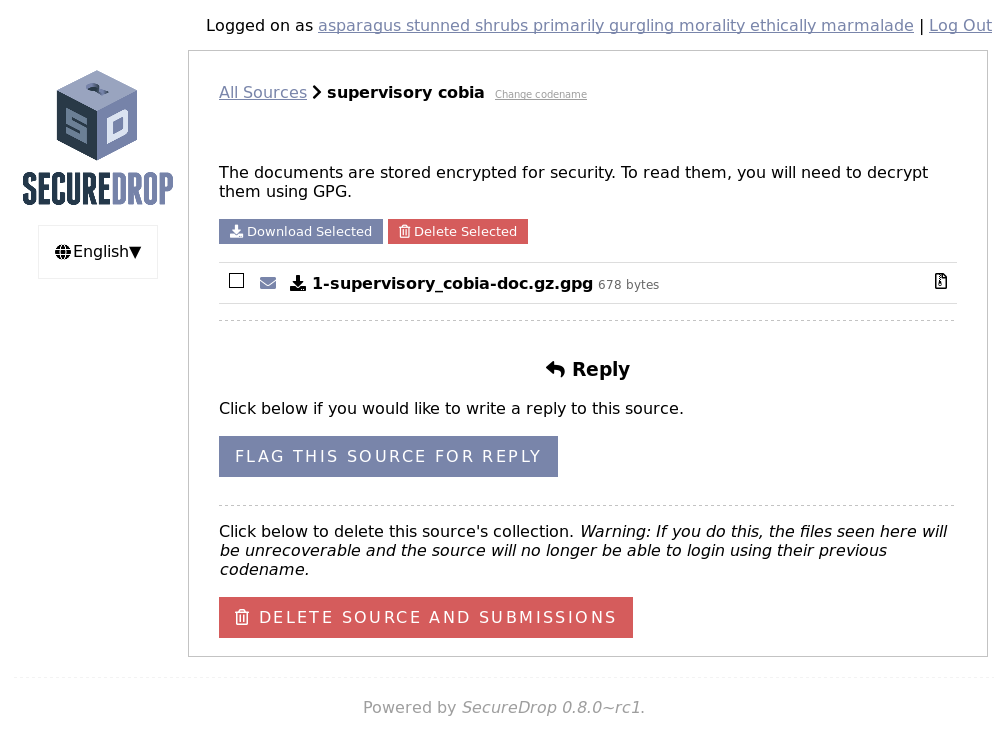 Logged on as asparagus stunned shrubs primarily gurgling morality ethically marmalade | Log Out
SD
SECUREDROP
English▼
All Sources > supervisory cobia Change codename
The documents are stored encrypted for security. To read them, you will need to decrypt
them using GPG.
Download Selected Delete Selected
1-supervisory_cobia-doc.gz.gpg 678 bytes
Reply
Click below if you would like to write a reply to this source.
FLAG THIS SOURCE FOR REPLY
Click below to delete this source's collection. Warning: If you do this, the files seen here will
be unrecoverable and the source will no longer be able to login using their previous
codename.
DELETE SOURCE AND SUBMISSIONS
Powered by SecureDrop 0.8.0~rc1.